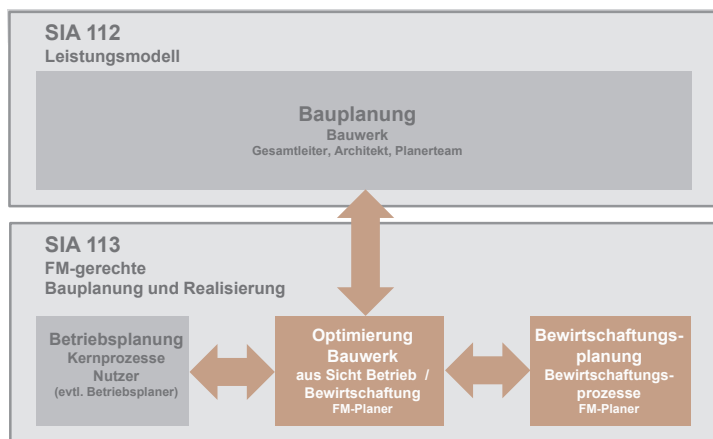 SIA 112
Leistungsmodell
Bauplanung
Bauwerk
Gesamtleiter, Architekt, Planerteam
SIA 113
FM-gerechte
Bauplanung und Realisierung
Betriebsplanung
Kernprozesse
Nutzer
(evtl. Betriebsplaner)
Optimierung
Bauwerk
aus Sicht Betrieb /
Bewirtschaftung
FM-Planer
Bewirtschaftungs-
planung
Bewirtschaftungs-
prozesse
FM-Planer